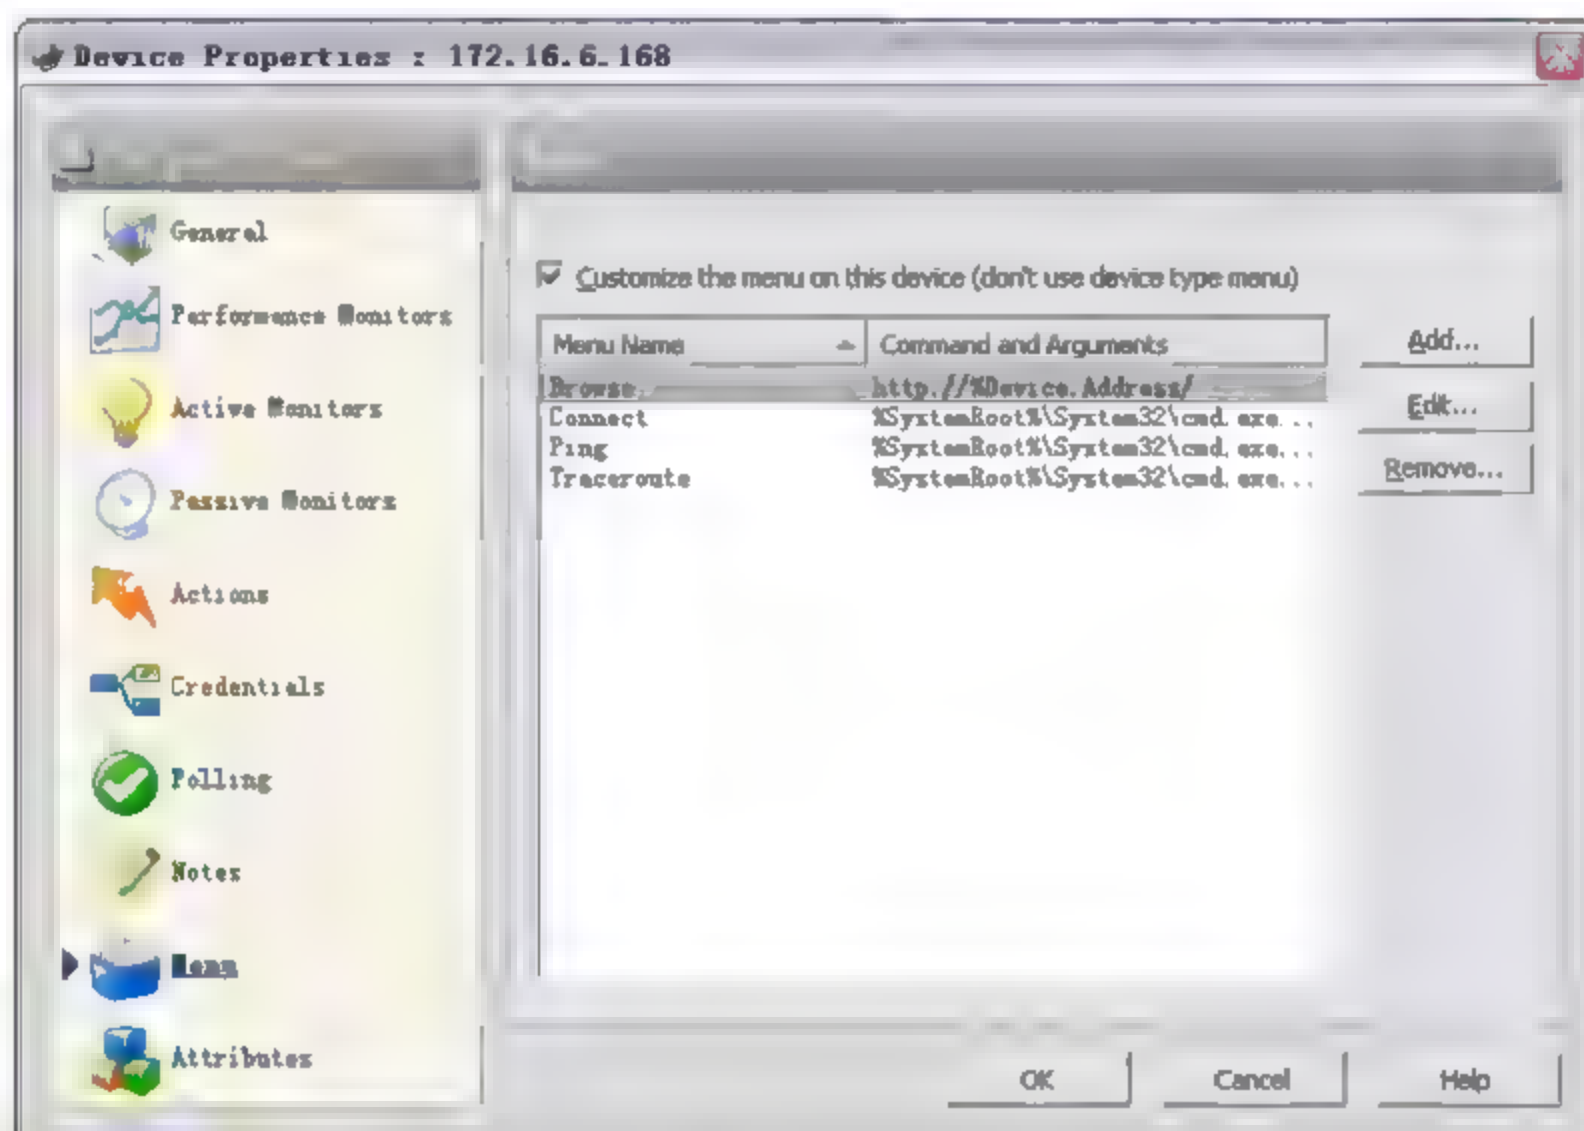 Device Properties : 172.16.6.168
General
Performance Monitors
Active Monitors
Passive Monitors
Actions
Credentials
Polling
Notes
Menu
Attributes
Customize the menu on this device (don't use device type menu)
Menu Name Command and Arguments
Browse http://%Device.Address/
Connect %SystemRoot%\System32\cmd.exe...
Ping %SystemRoot%\System32\cmd.exe...
Traceroute %SystemRoot%\System32\cmd.exe...
Add...
Edit...
Remove...
OK Cancel Help